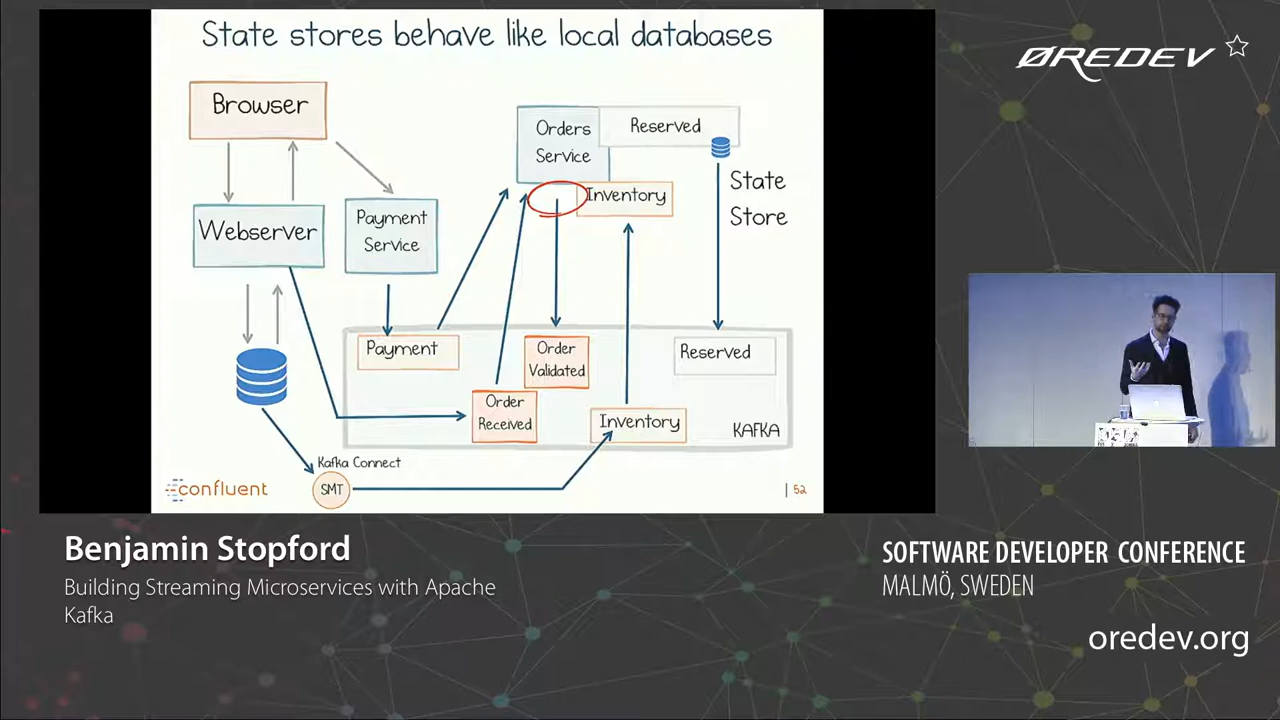 State stores behave like local databases
ØREDEV
Browser
Orders
Service
Reserved
State
Store
Inventory
Webserver
Payment
Service
Payment
Order
Validated
Reserved
Order
Received
Inventory
KAFKA
Kafka Connect
SMT
confluent
| 52
Benjamin Stopford
Building Streaming Microservices with Apache
Kafka
SOFTWARE DEVELOPER CONFERENCE
MALMÖ, SWEDEN
oredev.org